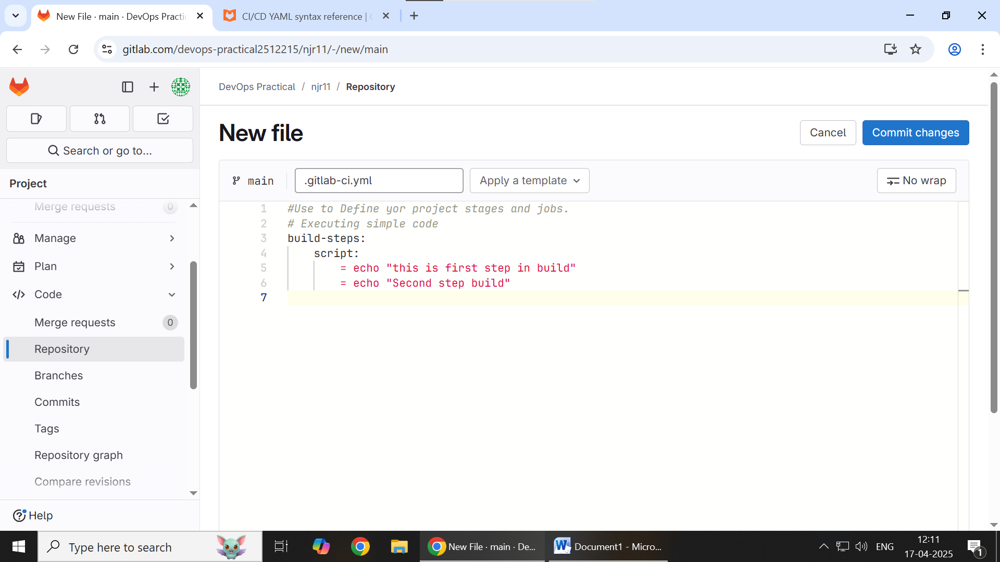 New File · main · DevOps Practic
CI/CD YAML syntax reference |
gitlab.com/devops-practical2512215/njr11/-/new/main
DevOps Practical / njr11 / Repository
Search or go to...
Project
Merge requests 0
Manage
Plan
Code
Merge requests 0
Repository
Branches
Commits
Tags
Repository graph
Compare revisions
Help
New file
Cancel
Commit changes
main
.gitlab-ci.yml
Apply a template
No wrap
1 #Use to Define yor project stages and jobs.
2 # Executing simple code
3 build-steps:
4 script:
5 = echo "this is first step in build"
6 = echo "Second step build"
7
Type here to search
New File · main · De...
Document1 - Micro...
ENG
12:11
17-04-2025
1